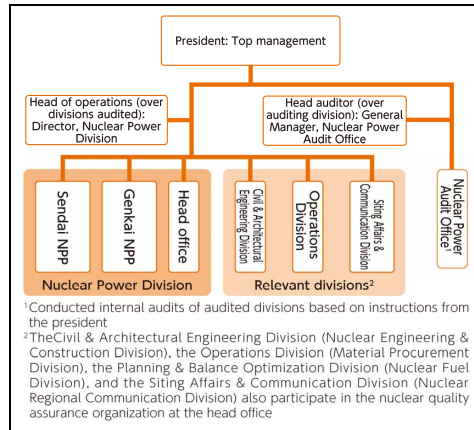 President: Top management
Head of operations (over
divisions audited):
Director, Nuclear Power
Division
Head auditor (over
auditing division): General
Manager, Nuclear Power
Audit Office
Sendai NPP
Genkai NPP
Head office
Civil & Architectural
Engineering Division
Operations
Division
Siting Affairs &
Communication Division
Nuclear Power
Audit Office¹
Nuclear Power Division
Relevant divisions²
¹Conducted internal audits of audited divisions based on instructions from
the president
²TheCivil & Architectural Engineering Division (Nuclear Engineering &
Construction Division), the Operations Division (Material Procurement
Division), the Planning & Balance Optimization Division (Nuclear Fuel
Division), and the Siting Affairs & Communication Division (Nuclear
Regional Communication Division) also participate in the nuclear quality
assurance organization at the head office